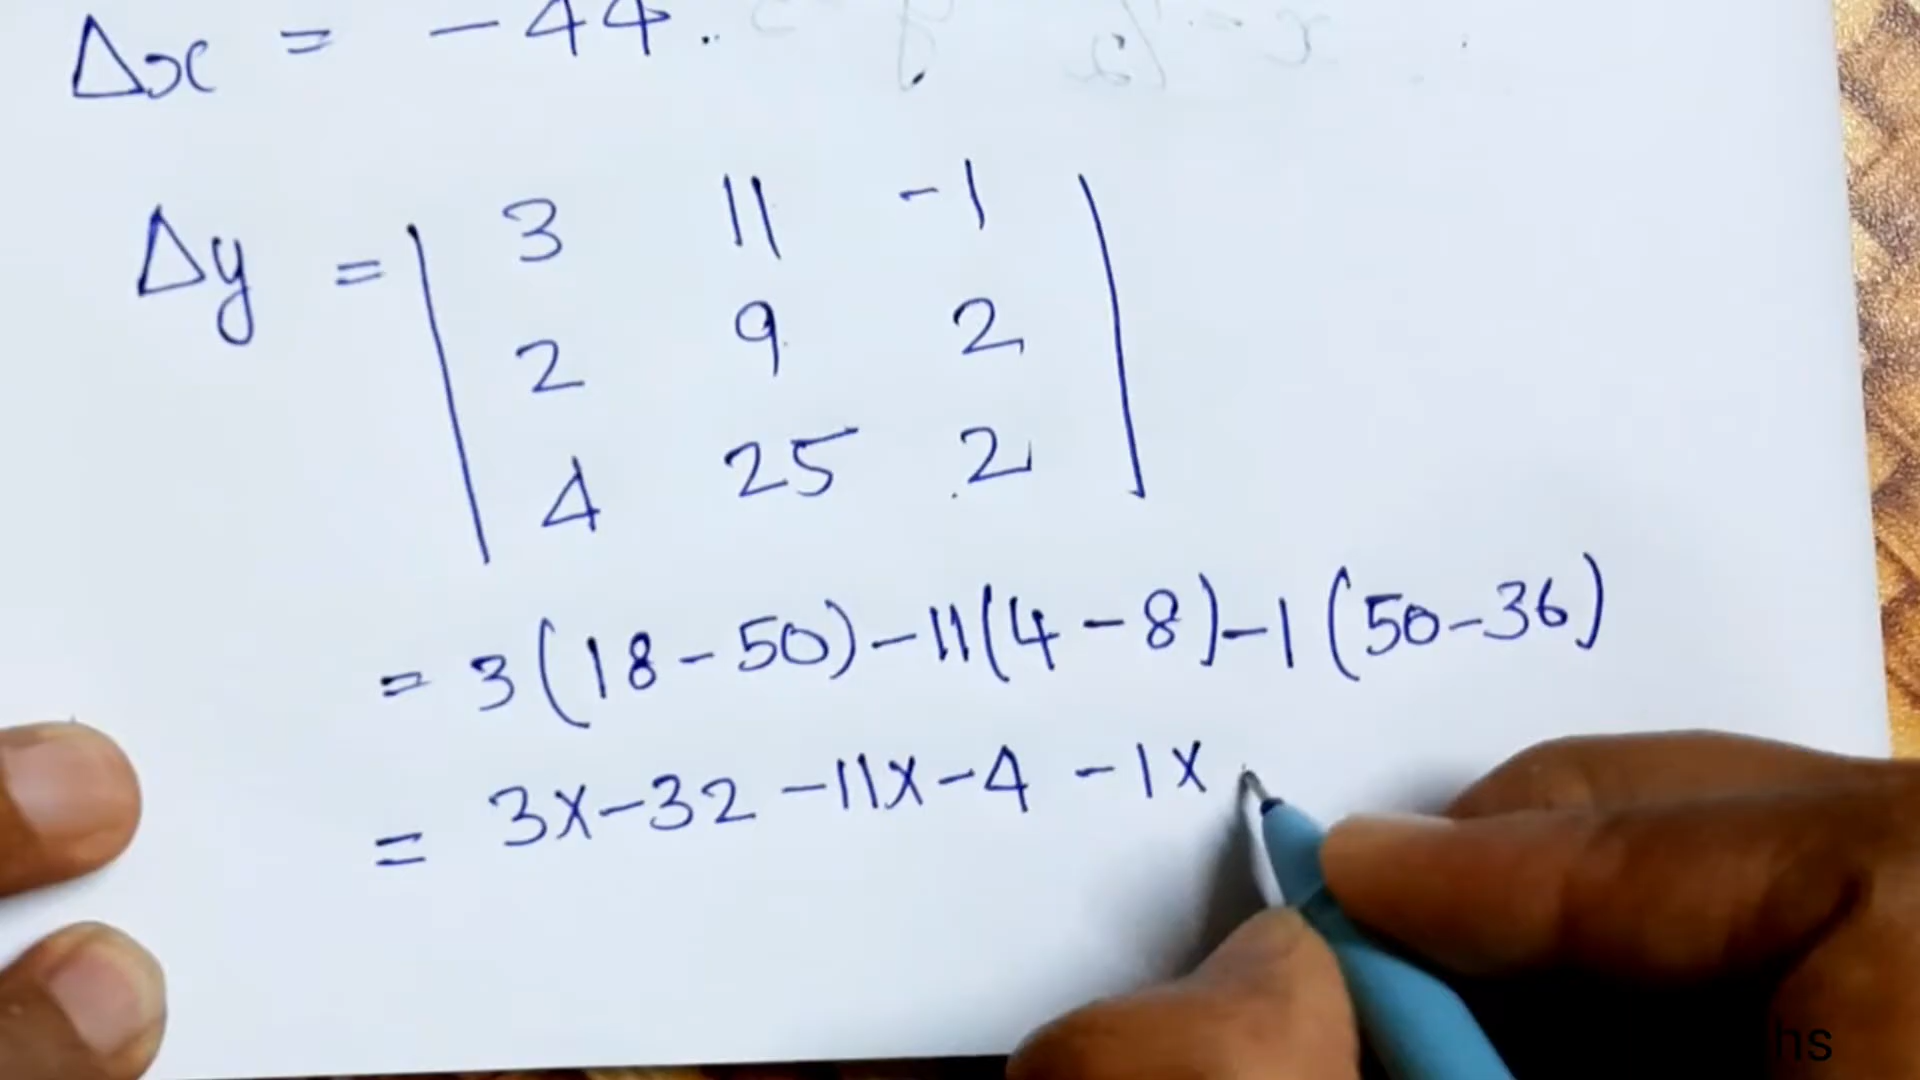 Δx = -44.
Δy = | 3 11 -1 |
2 9 2
4 25 2
= 3(18-50)-11(4-8)-1(50-36)
= 3x-32 -11x-4 -1x
hs